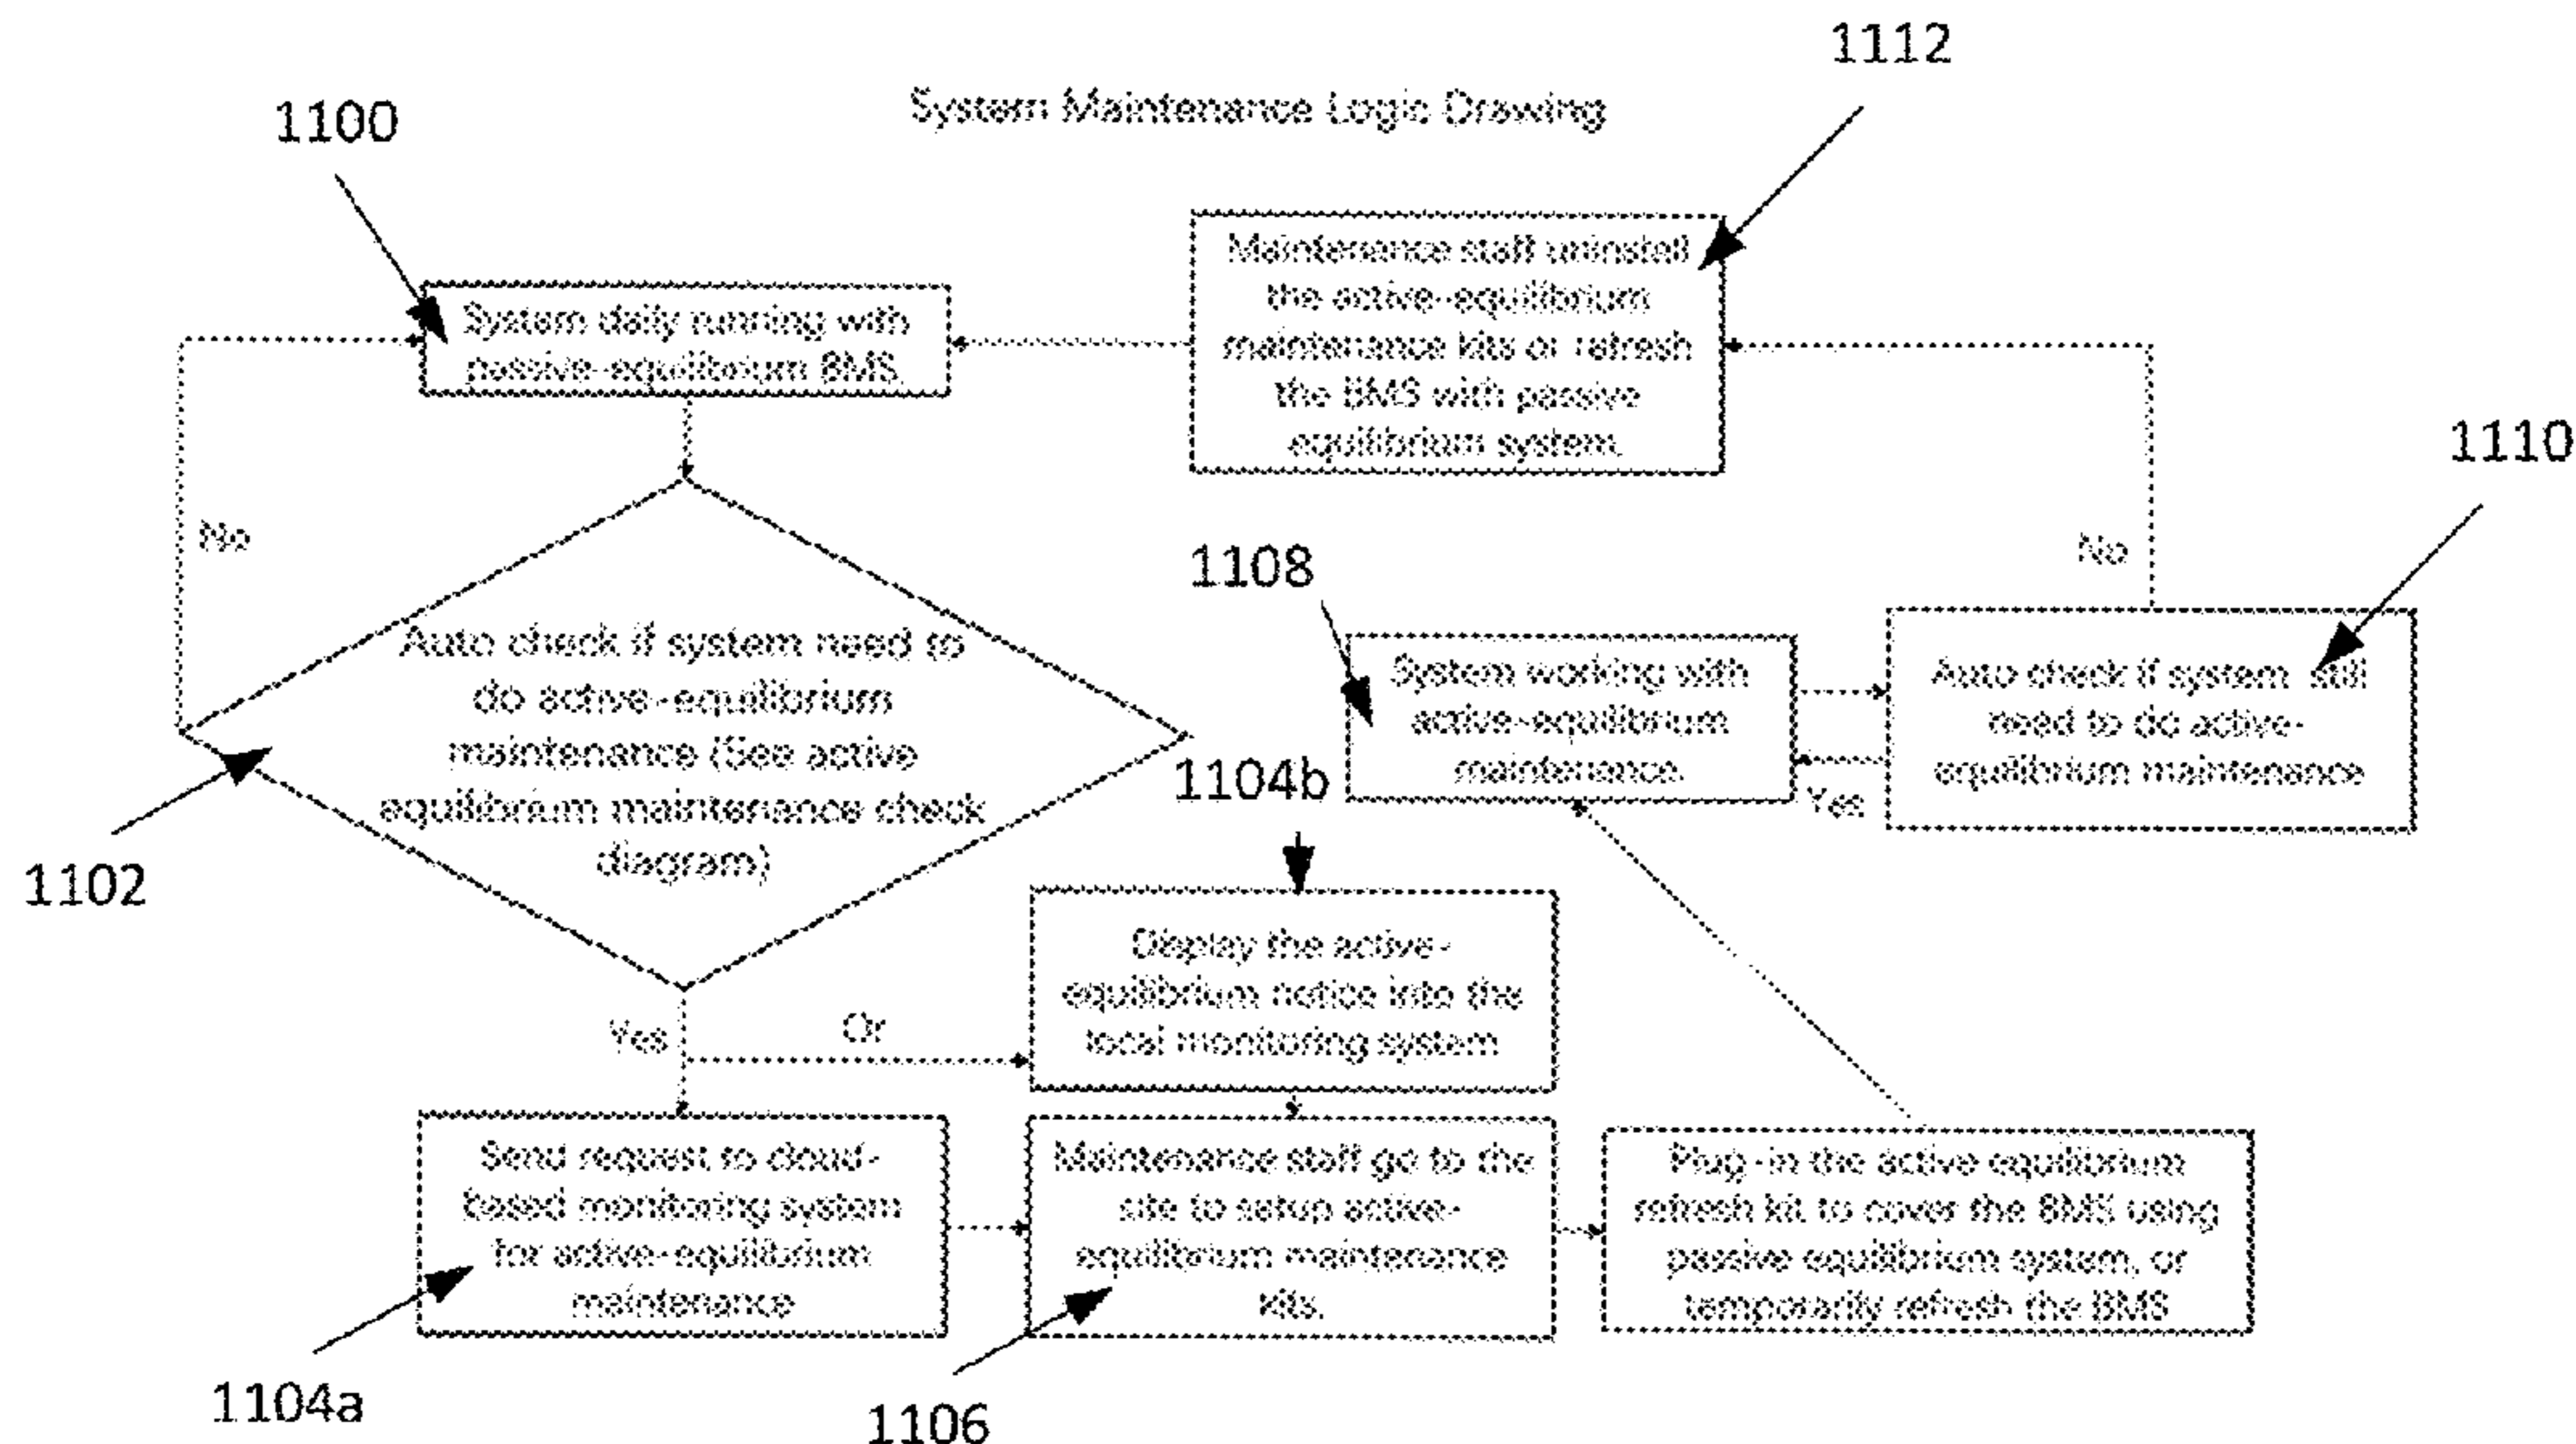 1112
System Maintenance Logic Drawing
1100
Maintenance staff uninstall
the active-equilibrium
maintenance kits or refresh
the BMS with passive
equilibrium system.
System daily running with
passive-equilibrium BMS
1110
No
No
1108
Auto check if system need to
do active-equilibrium
maintenance (See active
equilibrium maintenance check
diagram)
System working with
active-equilibrium
maintenance.
Auto check if system still
need to do active-
equilibrium maintenance
Yes
1104b
1102
Display the active-
equilibrium notice into the
local monitoring system
Yes
Or
Send request to cloud-
based monitoring system
for active-equilibrium
maintenance
Maintenance staff go to the
site to setup active-
equilibrium maintenance
kits.
Plug-in the active equilibrium
refresh kit to cover the BMS using
passive equilibrium system, or
temporarily refresh the BMS
1104a
1106